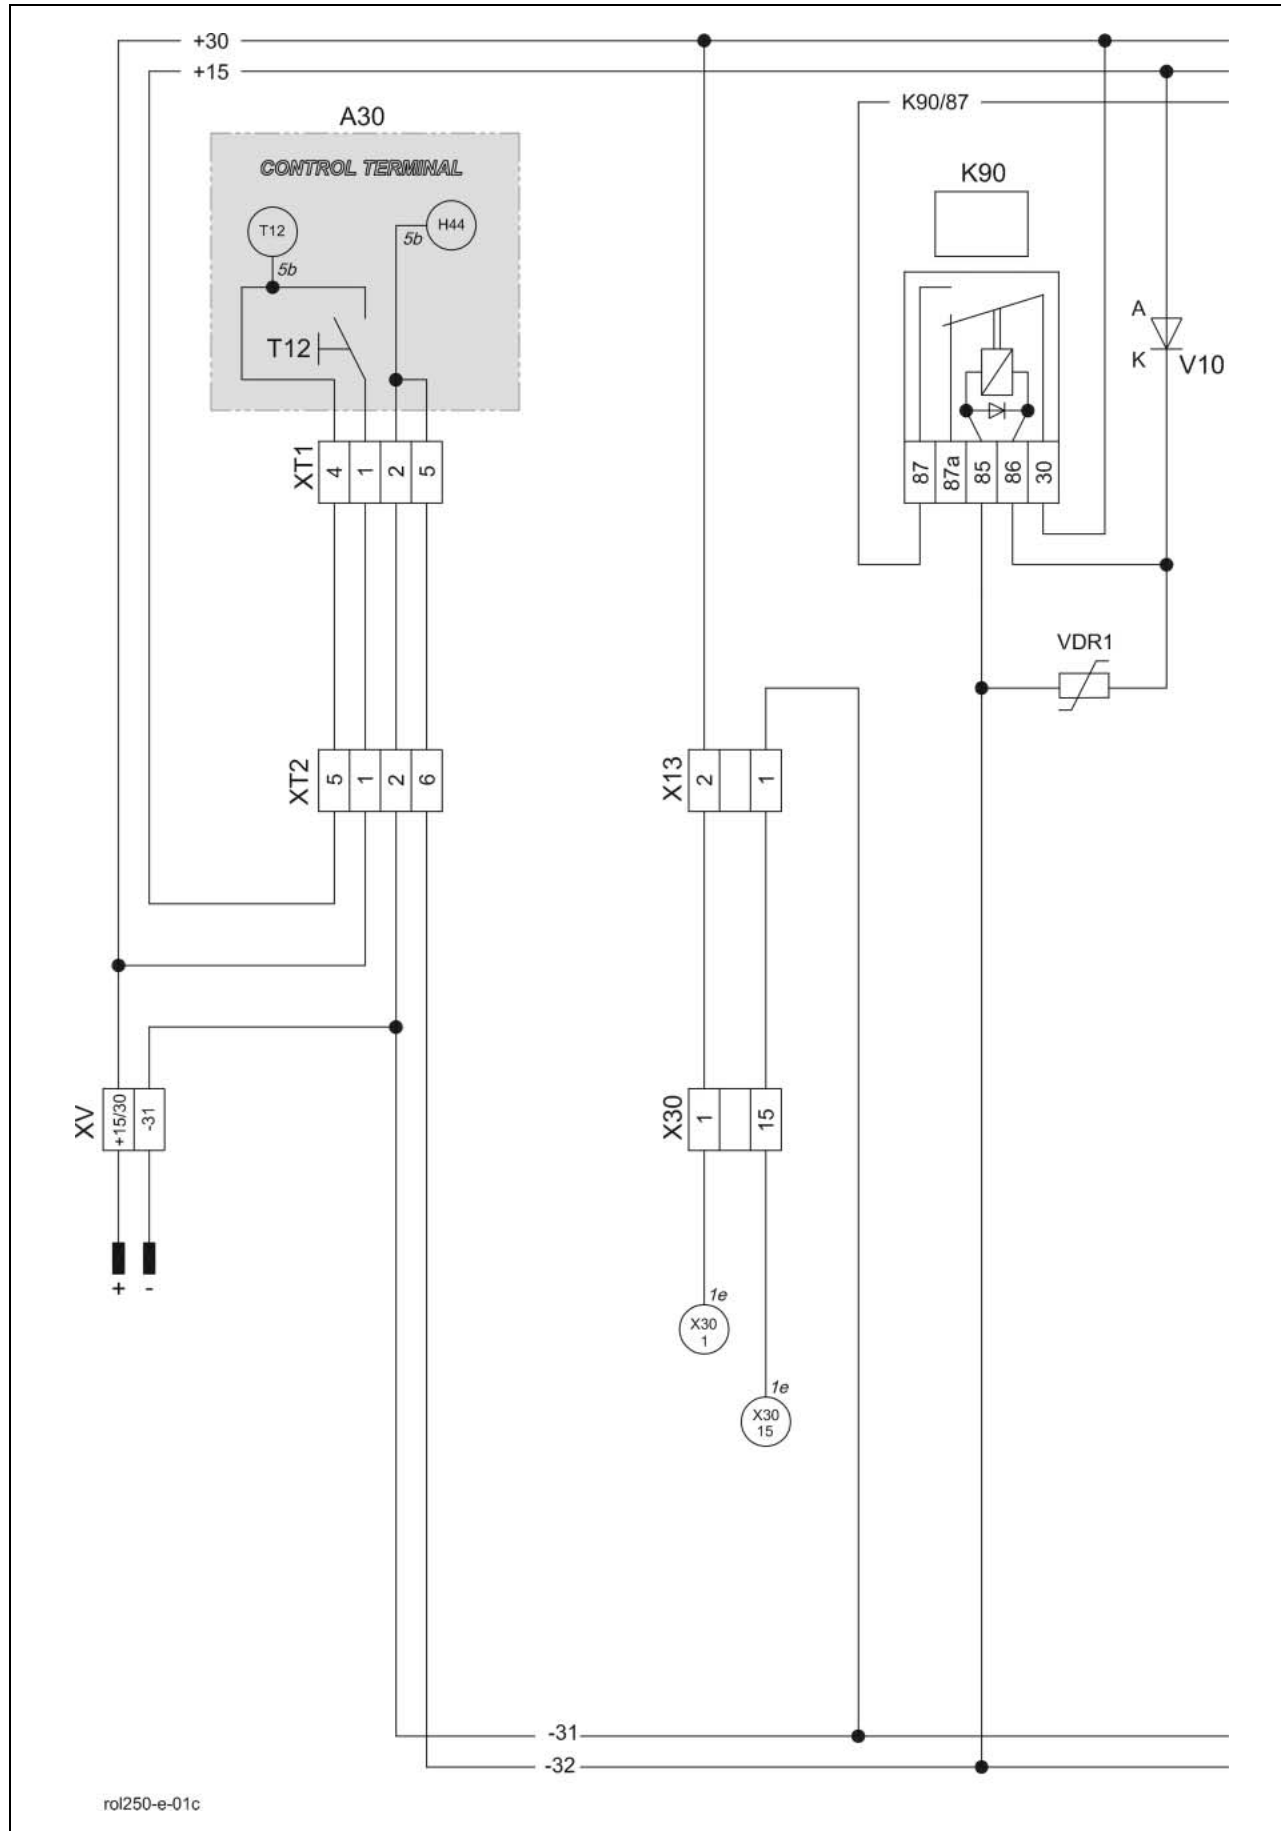 +30
+15
K90/87
A30
CONTROL TERMINAL
T12
5b
5b
H44
T12
K90
A
K
V10
87
87a
85
86
30
XT1
4
1
2
5
VDR1
XT2
5
1
2
6
X13
2
1
XV
+15/30
-31
X30
1
15
+
-
1e
X30
1
1e
X30
15
-31
-32
rol250-e-01c